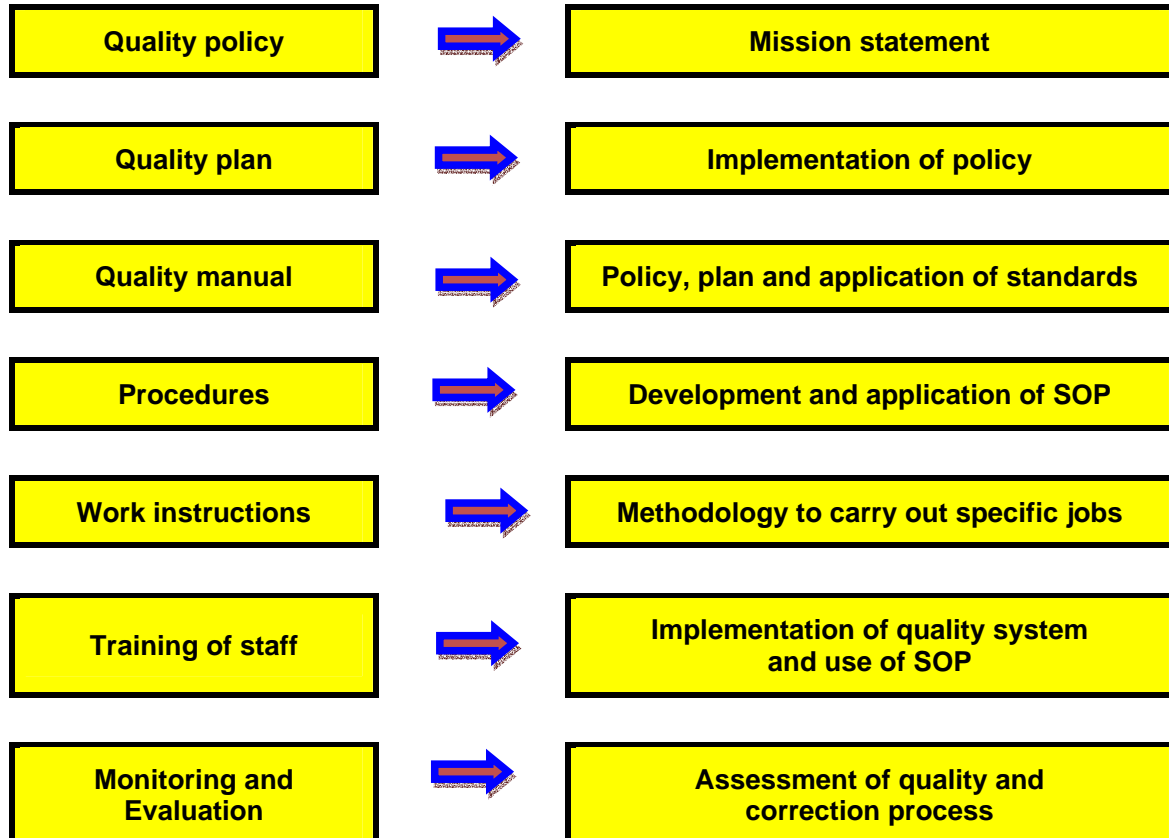 Quality policy
Mission statement
Quality plan
Implementation of policy
Quality manual
Policy, plan and application of standards
Procedures
Development and application of SOP
Work instructions
Methodology to carry out specific jobs
Training of staff
Implementation of quality system
and use of SOP
Monitoring and
Evaluation
Assessment of quality and
correction process